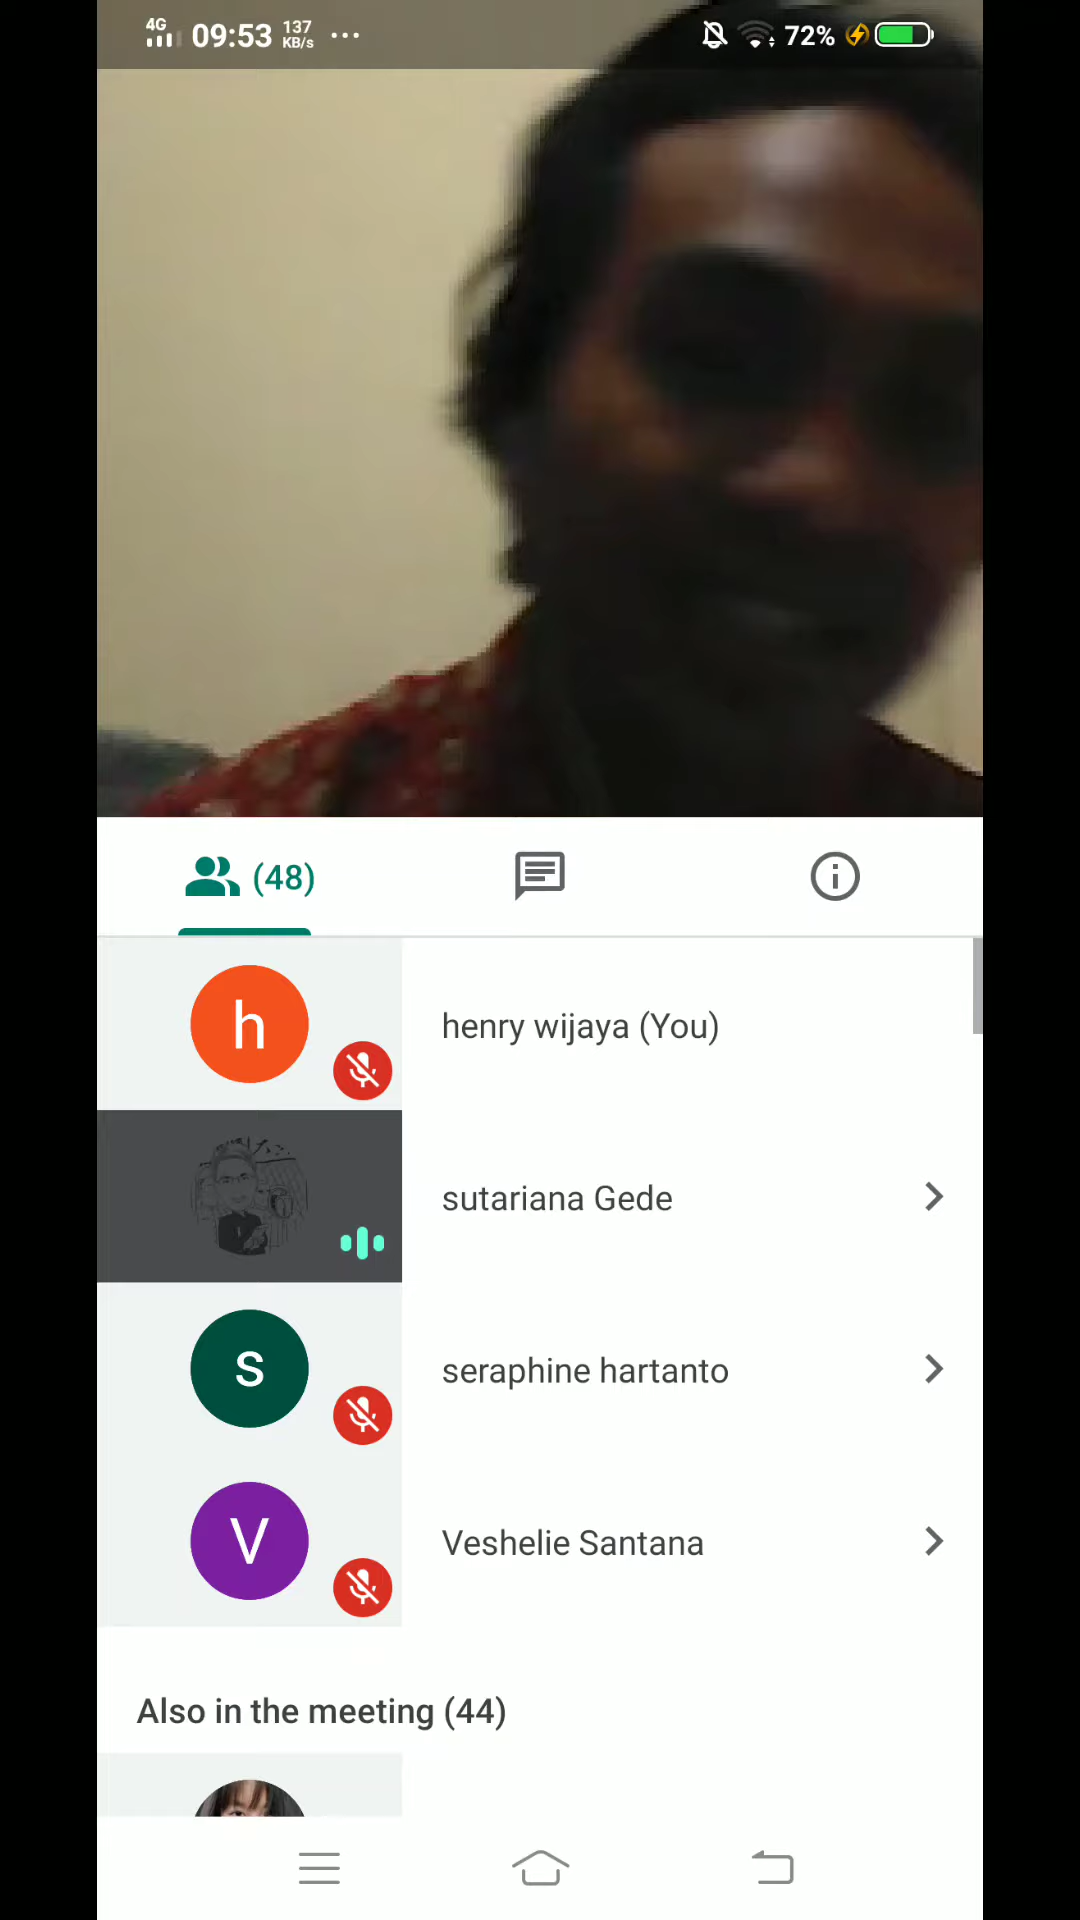 4G 09:53 137 KB/s ... 72%
(48)
h henry wijaya (You)
sutariana Gede
s seraphine hartanto
V Veshelie Santana
Also in the meeting (44)